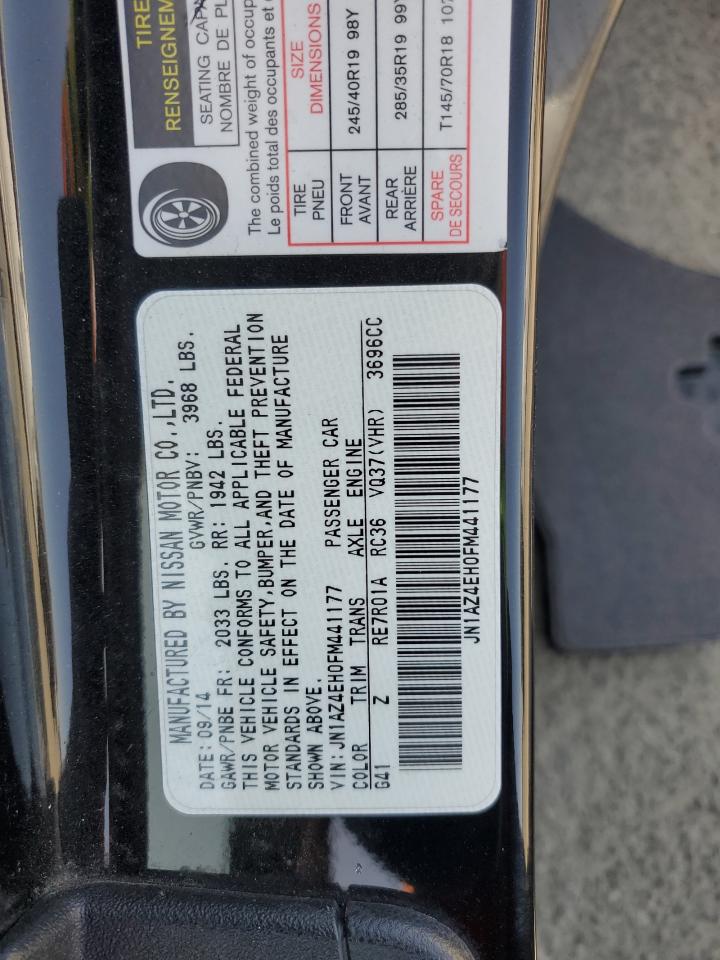 TIRE
RENSEIGNEM
SEATING CAPA
NOMBRE DE PL
The combined weight of occup
Le poids total des occupants et
TIRE SIZE
PNEU DIMENSIONS
FRONT 245/40R19 98Y
AVANT
REAR 285/35R19 99Y
ARRIÈRE
SPARE T145/70R18 107
DE SECOURS
MANUFACTURED BY NISSAN MOTOR CO.,LTD.
DATE: 09/14 GVWR/PNBV: 3968 LBS.
GAWR/PNBE FR: 2033 LBS. RR: 1942 LBS.
THIS VEHICLE CONFORMS TO ALL APPLICABLE FEDERAL
MOTOR VEHICLE SAFETY,BUMPER,AND THEFT PREVENTION
STANDARDS IN EFFECT ON THE DATE OF MANUFACTURE
SHOWN ABOVE.
VIN: JN1AZ4EH0FM441177 PASSENGER CAR
COLOR TRIM TRANS AXLE ENGINE
G41 Z RE7R01A RC36 VQ37(VHR) 3696CC
JN1AZ4EH0FM441177